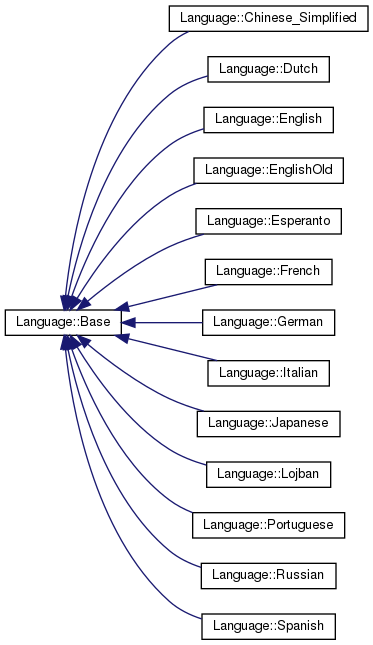 Language::Chinese_Simplified
Language::Dutch
Language::English
Language::EnglishOld
Language::Esperanto
Language::French
Language::Base
Language::German
Language::Italian
Language::Japanese
Language::Lojban
Language::Portuguese
Language::Russian
Language::Spanish